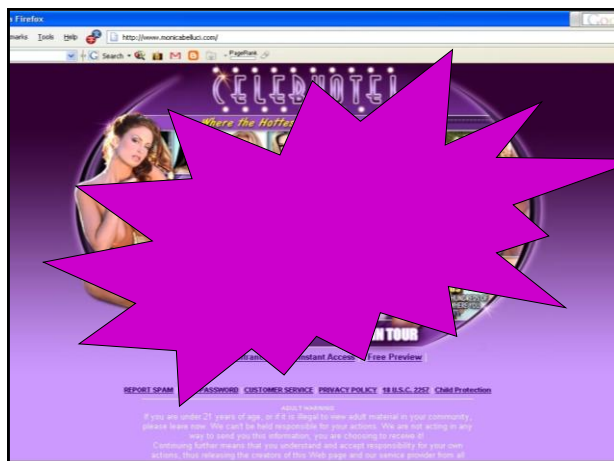 Firefox
marks Tools Help http://www.monicabelluci.com/
G Search PageRank
CELEBHOTEL
Where the Hottes
N TOUR
nstant Access Free Preview
REPORT SPAM PASSWORD CUSTOMER SERVICE PRIVACY POLICY 18 U.S.C. 2257 Child Protection
ADULT WARNING
If you are under 21 years of age, or if it is illegal to view adult material in your community,
please leave now. We can't be held responsible for your actions. We are not acting in any
way to send you this information, you are choosing to receive it!
Continuing further means that you understand and accept responsibility for your own
actions, thus releasing the creators of this Web page and our service provider from all